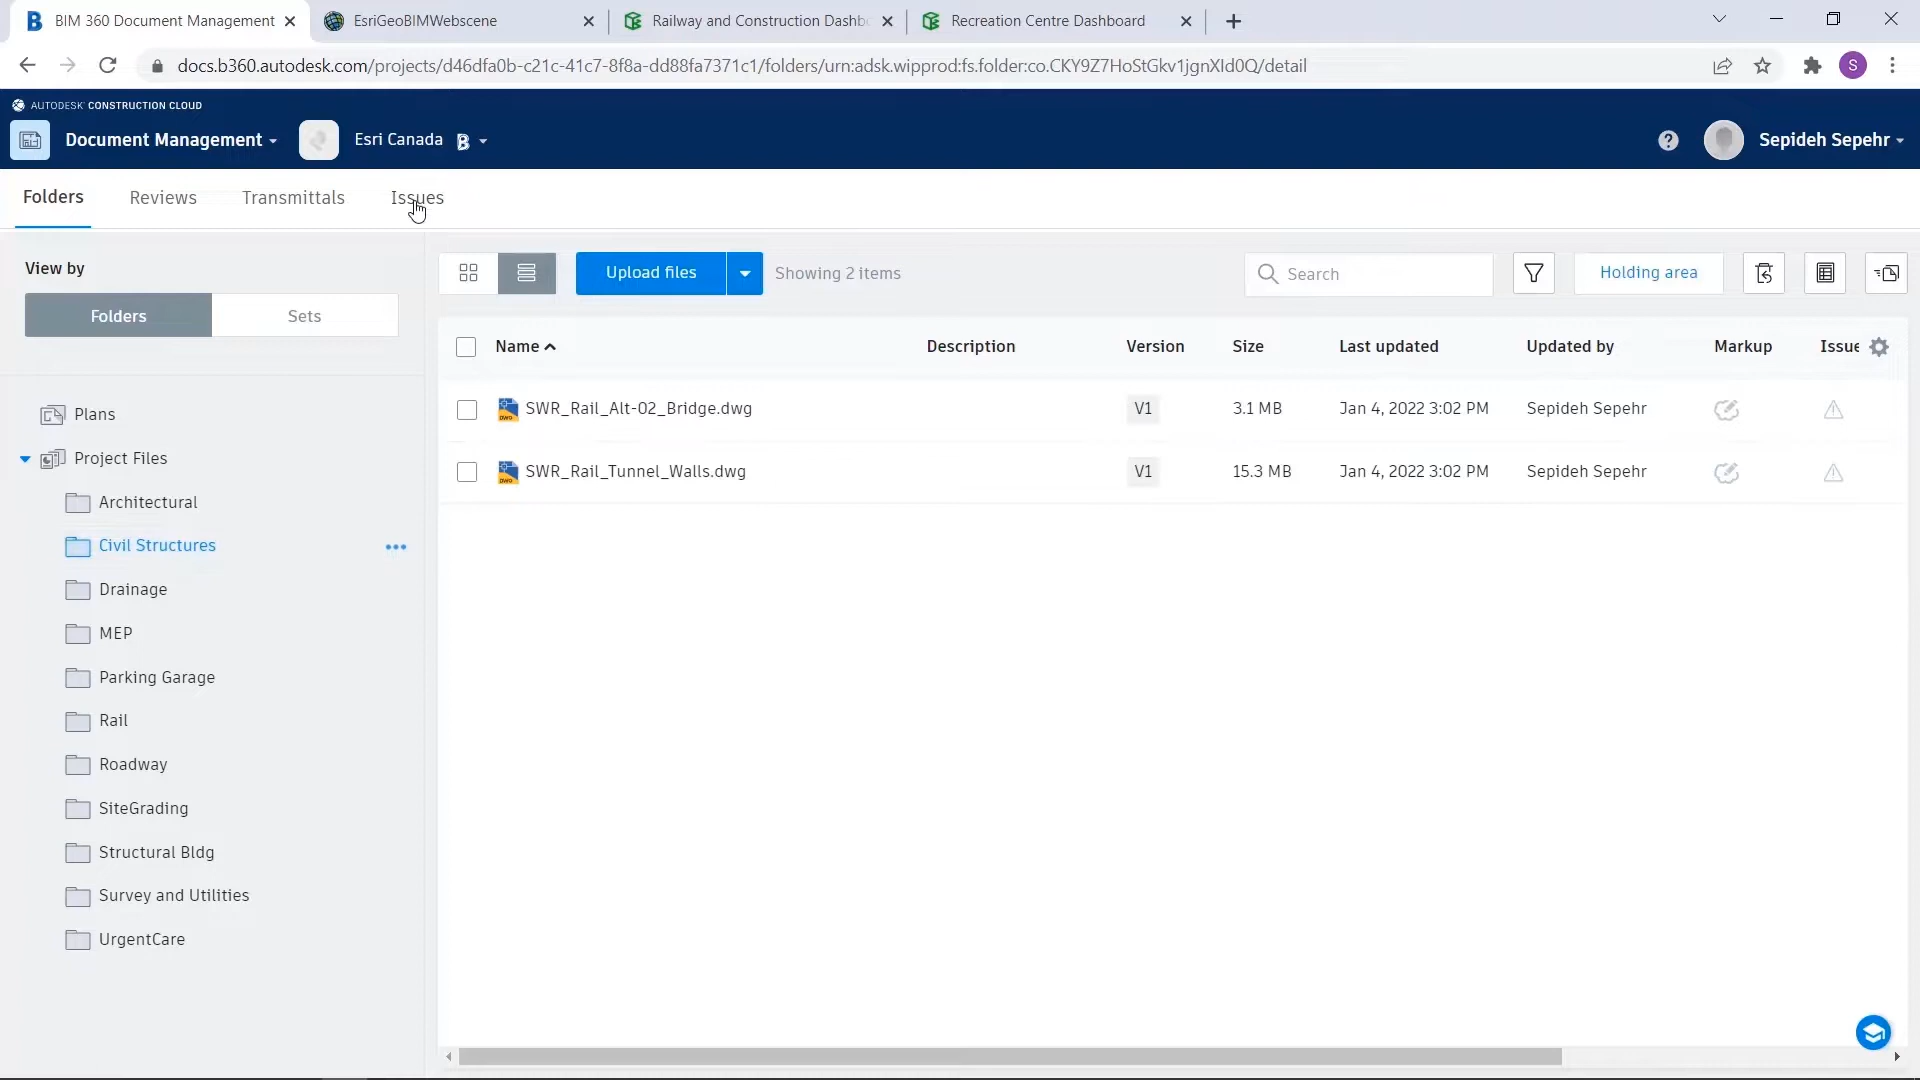 BIM 360 Document Management
EsriGeoBIMWebscene
Railway and Construction Dashb
Recreation Centre Dashboard
docs.b360.autodesk.com/projects/d46dfa0b-c21c-41c7-8f8a-dd88fa7371c1/folders/urn:adsk.wipprod:fs.folder:co.CKY9Z7HoStGkv1jgnXId0Q/detail
S
AUTODESK CONSTRUCTION CLOUD
Document Management
Esri Canada
B
Sepideh Sepehr
Folders Reviews Transmittals Issues
View by
Folders Sets
Upload files
Showing 2 items
Search
Holding area
Plans
Project Files
Architectural
Civil Structures
Drainage
MEP
Parking Garage
Rail
Roadway
SiteGrading
Structural Bldg
Survey and Utilities
UrgentCare
Name Description Version Size Last updated Updated by Markup Issue
SWR_Rail_Alt-02_Bridge.dwg V1 3.1 MB Jan 4, 2022 3:02 PM Sepideh Sepehr
SWR_Rail_Tunnel_Walls.dwg V1 15.3 MB Jan 4, 2022 3:02 PM Sepideh Sepehr